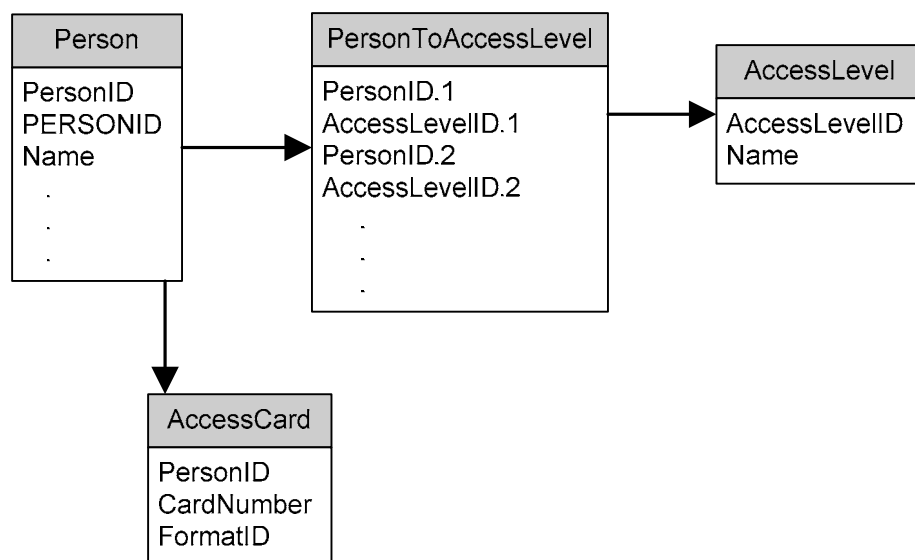 Person
PersonID
PERSONID
Name
.
.
.
PersonToAccessLevel
PersonID.1
AccessLevelID.1
PersonID.2
AccessLevelID.2
.
.
.
AccessLevel
AccessLevelID
Name
AccessCard
PersonID
CardNumber
FormatID